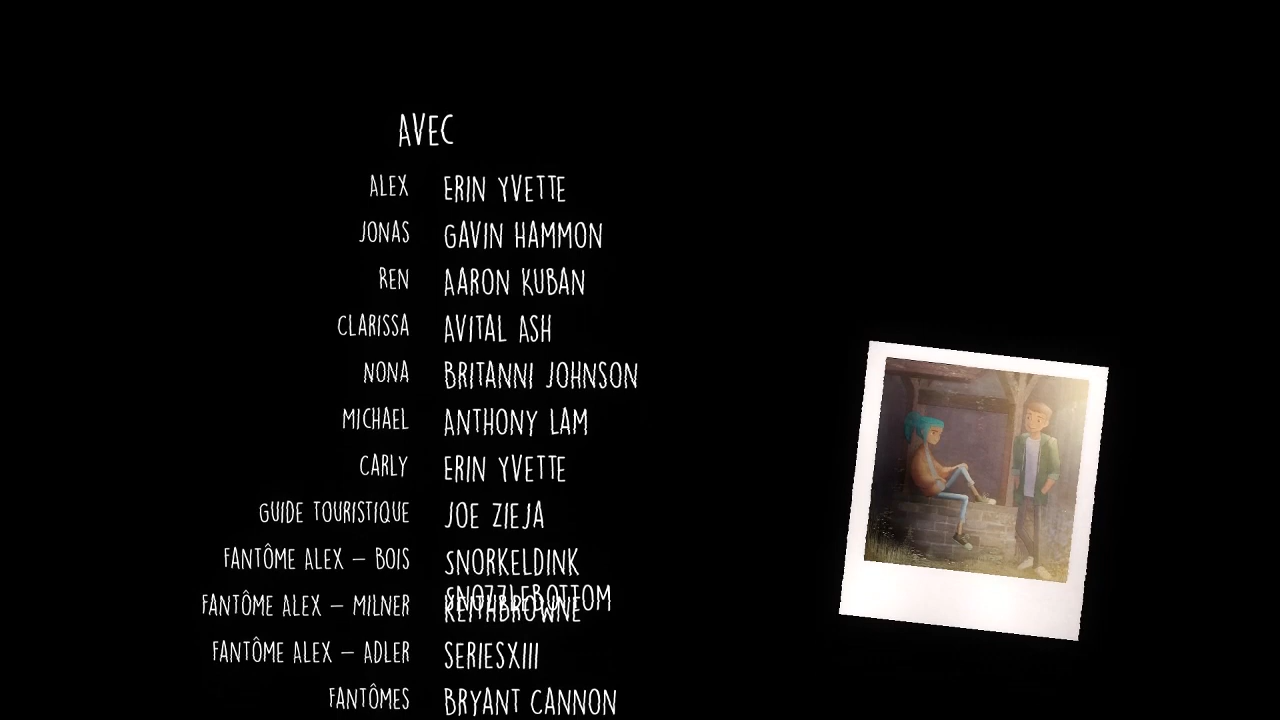 AVEC
ALEX ERIN YVETTE
JONAS GAVIN HAMMON
REN AARON KUBAN
CLARISSA AVITAL ASH
NONA BRITANNI JOHNSON
MICHAEL ANTHONY LAM
CARLY ERIN YVETTE
GUIDE TOURISTIQUE JOE ZIEJA
FANTÔME ALEX – BOIS SNORKELDINK
SNOZZLEBOTTOM
FANTÔME ALEX – MILNER KEITHBROWNE
FANTÔME ALEX – ADLER SERIESXIII
FANTÔMES BRYANT CANNON